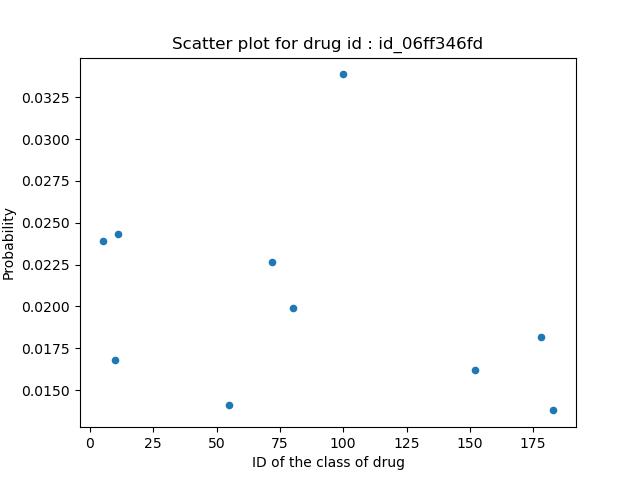 Scatter plot for drug id : id_06ff346fd
0.0325
0.0300
0.0275
0.0250
0.0225
0.0200
0.0175
0.0150
Probability
0 25 50 75 100 125 150 175
ID of the class of drug